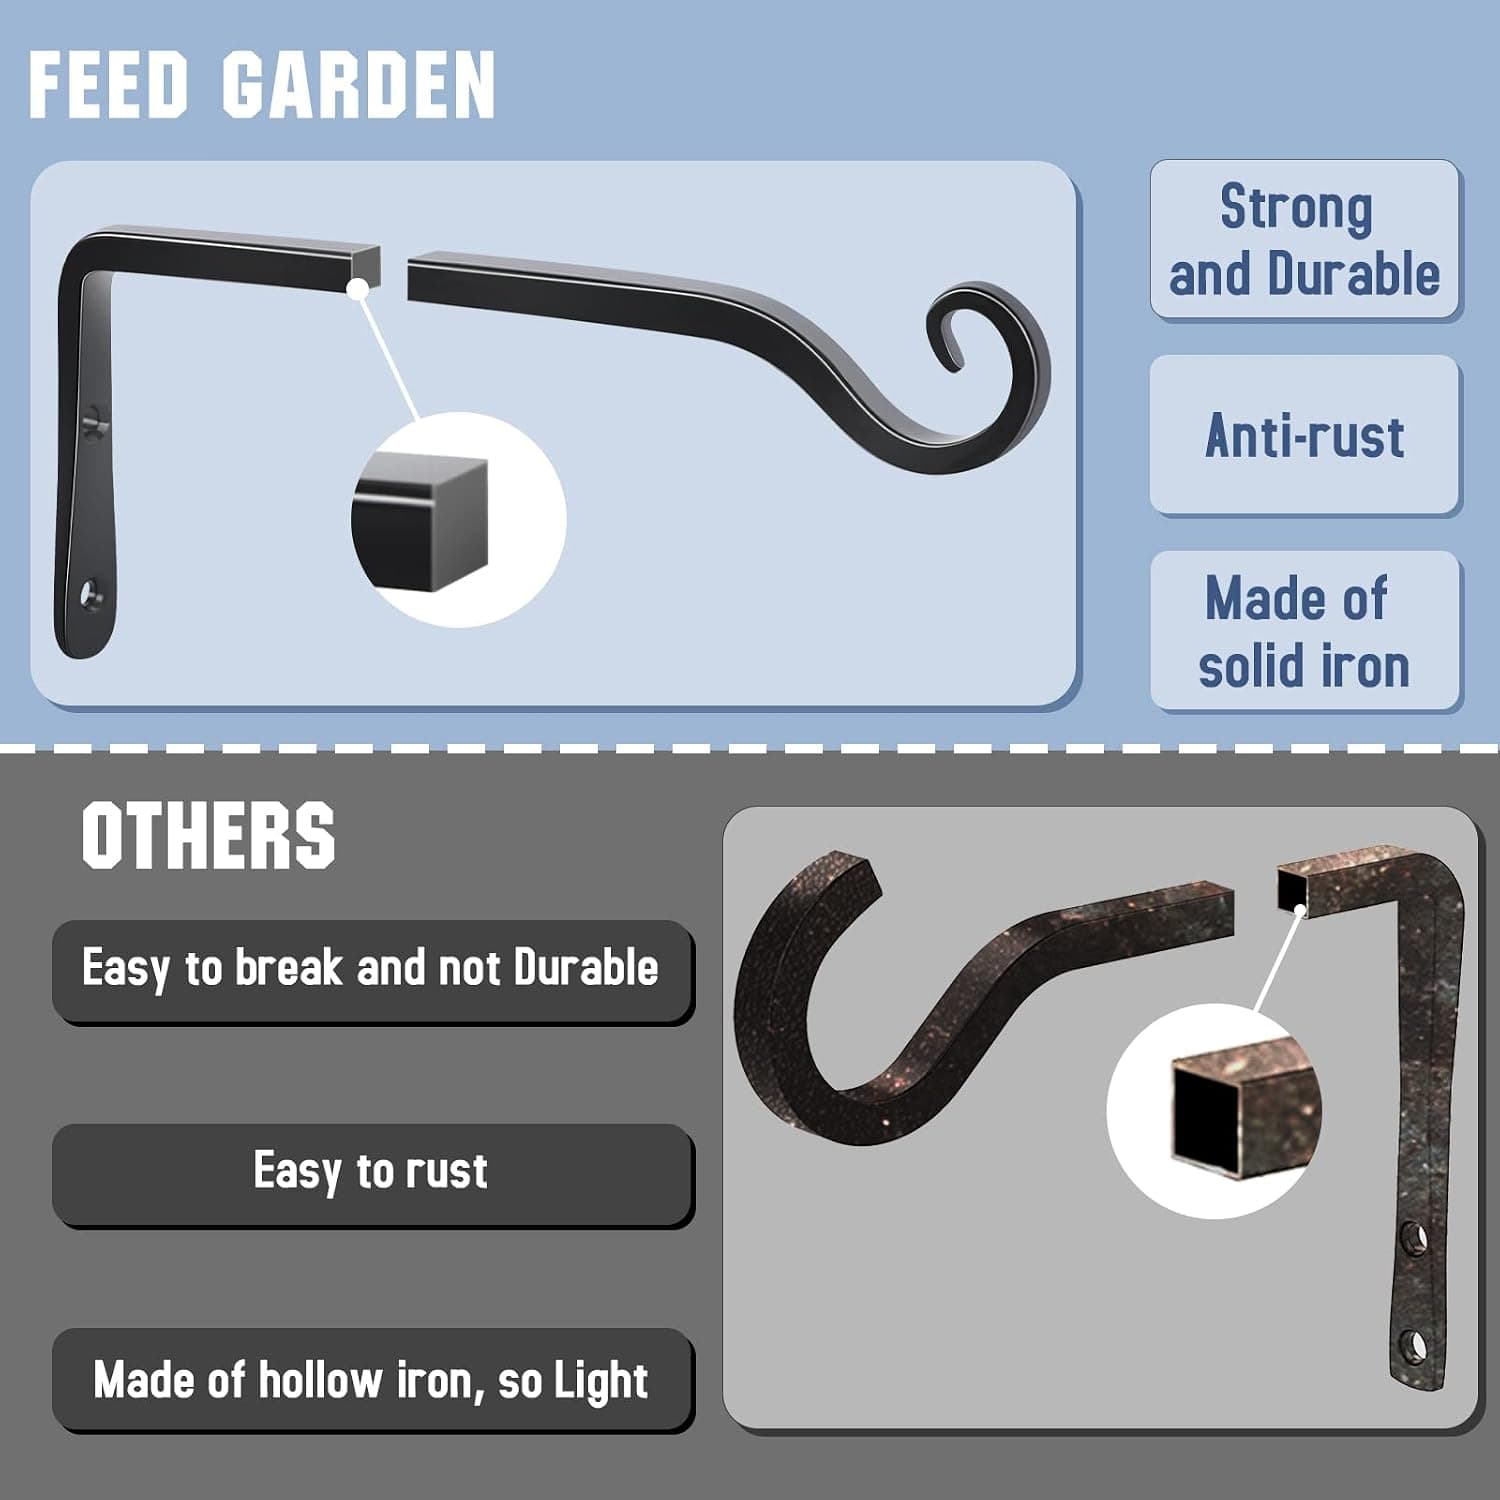 FEED GARDEN
Strong
and Durable
Anti-rust
Made of
solid iron
OTHERS
Easy to break and not Durable
Easy to rust
Made of hollow iron, so Light